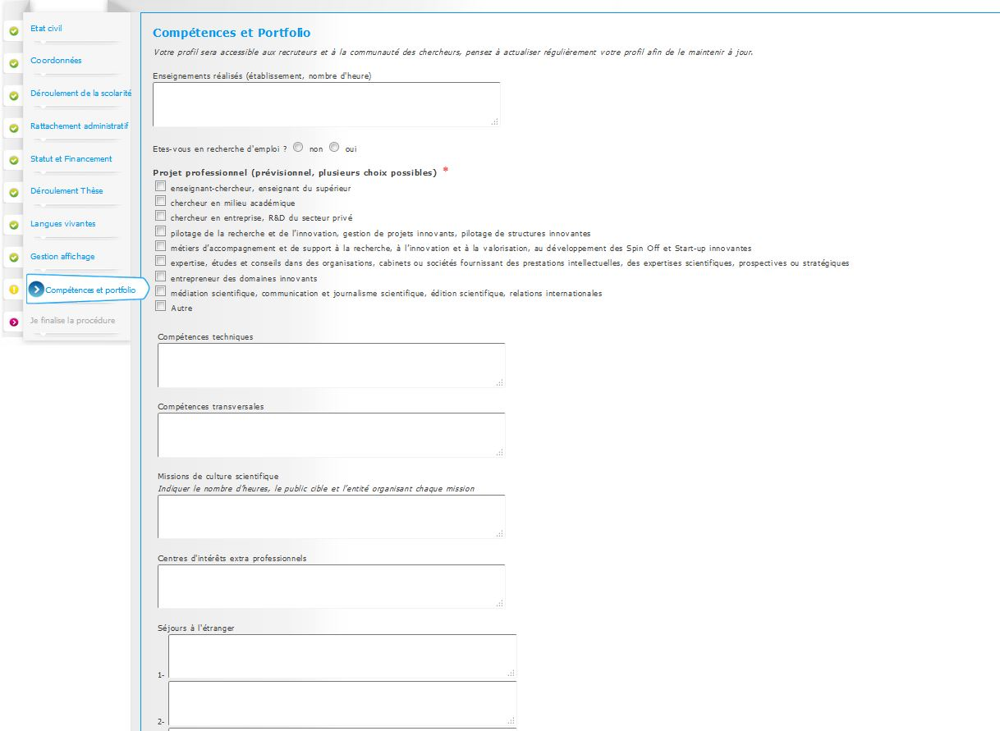 Etat civil
Coordonnées
Déroulement de la scolarité
Rattachement administratif
Statut et Financement
Déroulement Thèse
Langues vivantes
Gestion affichage
Compétences et portfolio
Je finalise la procédure
Compétences et Portfolio
Votre profil sera accessible aux recruteurs et à la communauté des chercheurs, pensez à actualiser régulièrement votre profil afin de le maintenir à jour.
Enseignements réalisés (établissement, nombre d'heure)
Etes-vous en recherche d'emploi ? non oui
Projet professionnel (prévisionnel, plusieurs choix possibles) *
enseignant-chercheur, enseignant du supérieur
chercheur en milieu académique
chercheur en entreprise, R&D du secteur privé
pilotage de la recherche et de l’innovation, gestion de projets innovants, pilotage de structures innovantes
métiers d’accompagnement et de support à la recherche, à l’innovation et à la valorisation, au développement des Spin Off et Start-up innovantes
expertise, études et conseils dans des organisations, cabinets ou sociétés fournissant des prestations intellectuelles, des expertises scientifiques, prospectives ou stratégiques
entrepreneur des domaines innovants
médiation scientifique, communication et journalisme scientifique, édition scientifique, relations internationales
Autre
Compétences techniques
Compétences transversales
Missions de culture scientifique
Indiquer le nombre d’heures, le public cible et l’entité organisant chaque mission
Centres d'intérêts extra professionnels
Séjours à l'étranger
1-
2-